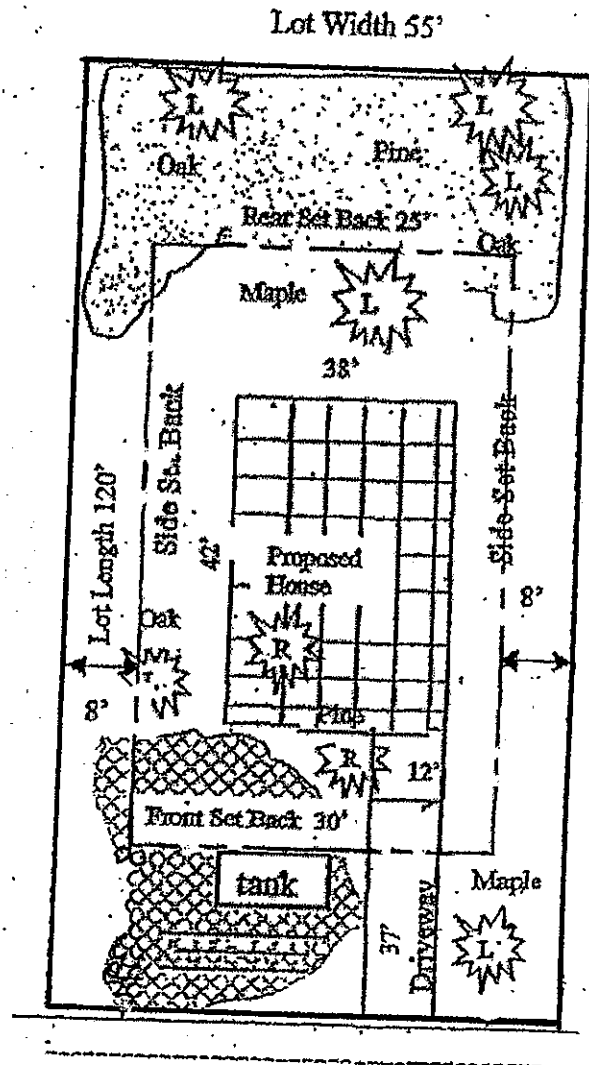 Lot Width 55'
L
L
Oak
Pine
L
Rear Set Back 25'
Oak
Maple
L
38'
Side Set Back
Side Set Back
Lot Length 120'
42'
Proposed
House
8'
Oak
R
8'
Pine
R
12'
Front Set Back 30'
tank
Maple
37'
Driveway
L